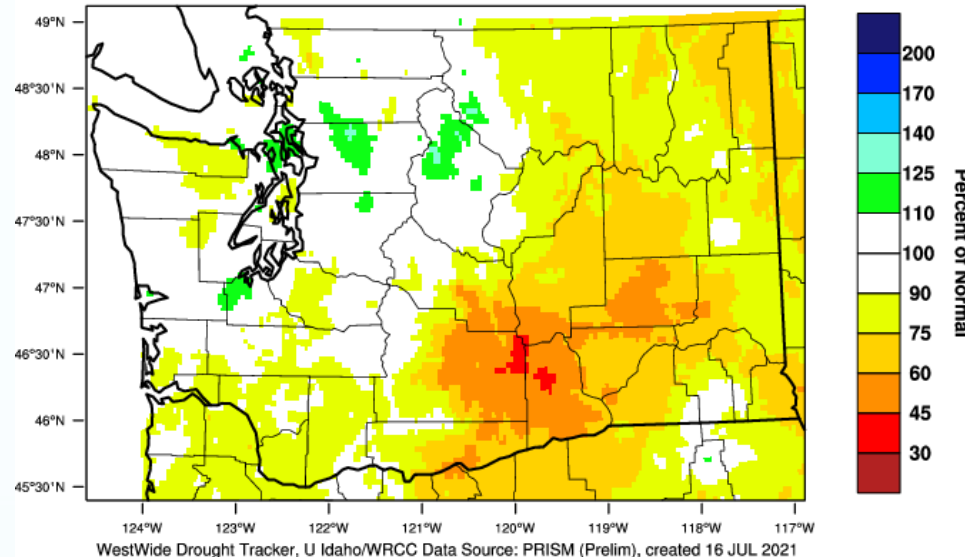 49°N
48°30'N
48°N
47°30'N
47°N
46°30'N
46°N
45°30'N
124°W 123°W 122°W 121°W 120°W 119°W 118°W 117°W
200
170
140
125
110
100
90
75
60
45
30
Percent of Normal
WestWide Drought Tracker, U Idaho/WRCC Data Source: PRISM (Prelim), created 16 JUL 2021